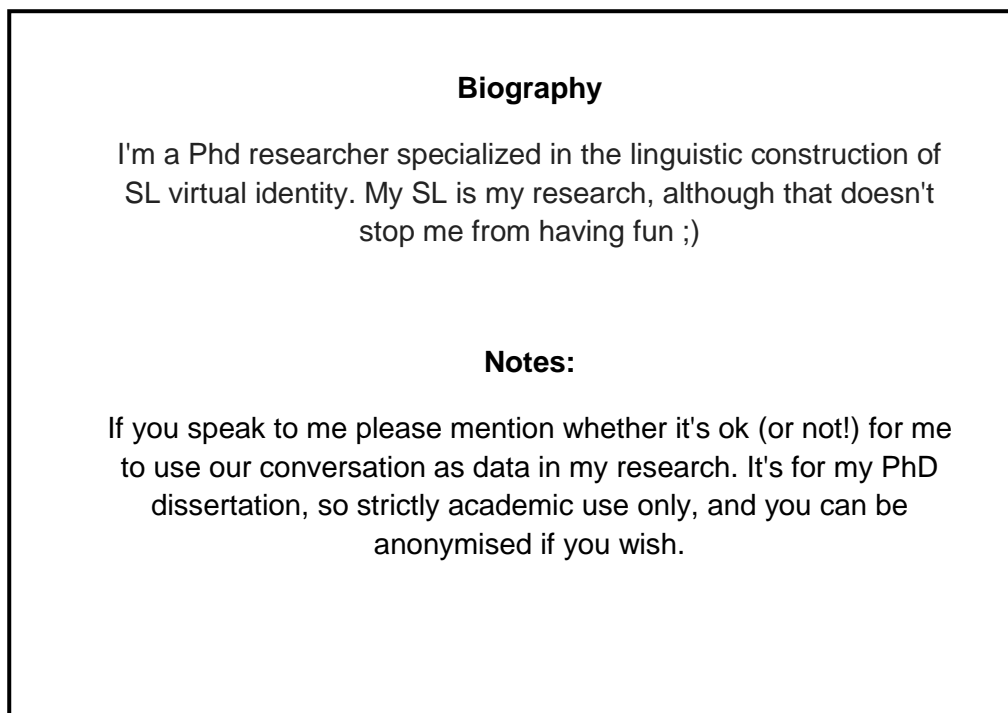 Biography
I'm a Phd researcher specialized in the linguistic construction of
SL virtual identity. My SL is my research, although that doesn't
stop me from having fun ;)
Notes:
If you speak to me please mention whether it's ok (or not!) for me
to use our conversation as data in my research. It's for my PhD
dissertation, so strictly academic use only, and you can be
anonymised if you wish.